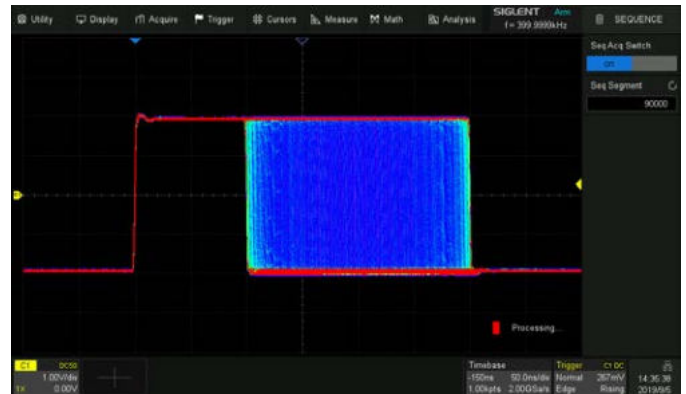 Utility Display Acquire Trigger Cursors Measure Math Analysis SIGLENT Arm
f = 399.9999kHz
SEQUENCE
Seq Acq Switch
on
Seq Segment
90000
Processing...
C1 DC50
1.00V/div
1X 0.00V
Timebase
-150ns 50.0ns/div
1.00kpts 2.00GSa/s
Trigger C1 DC
Normal 267mV
Edge Rising
14:35:38
2019/9/5